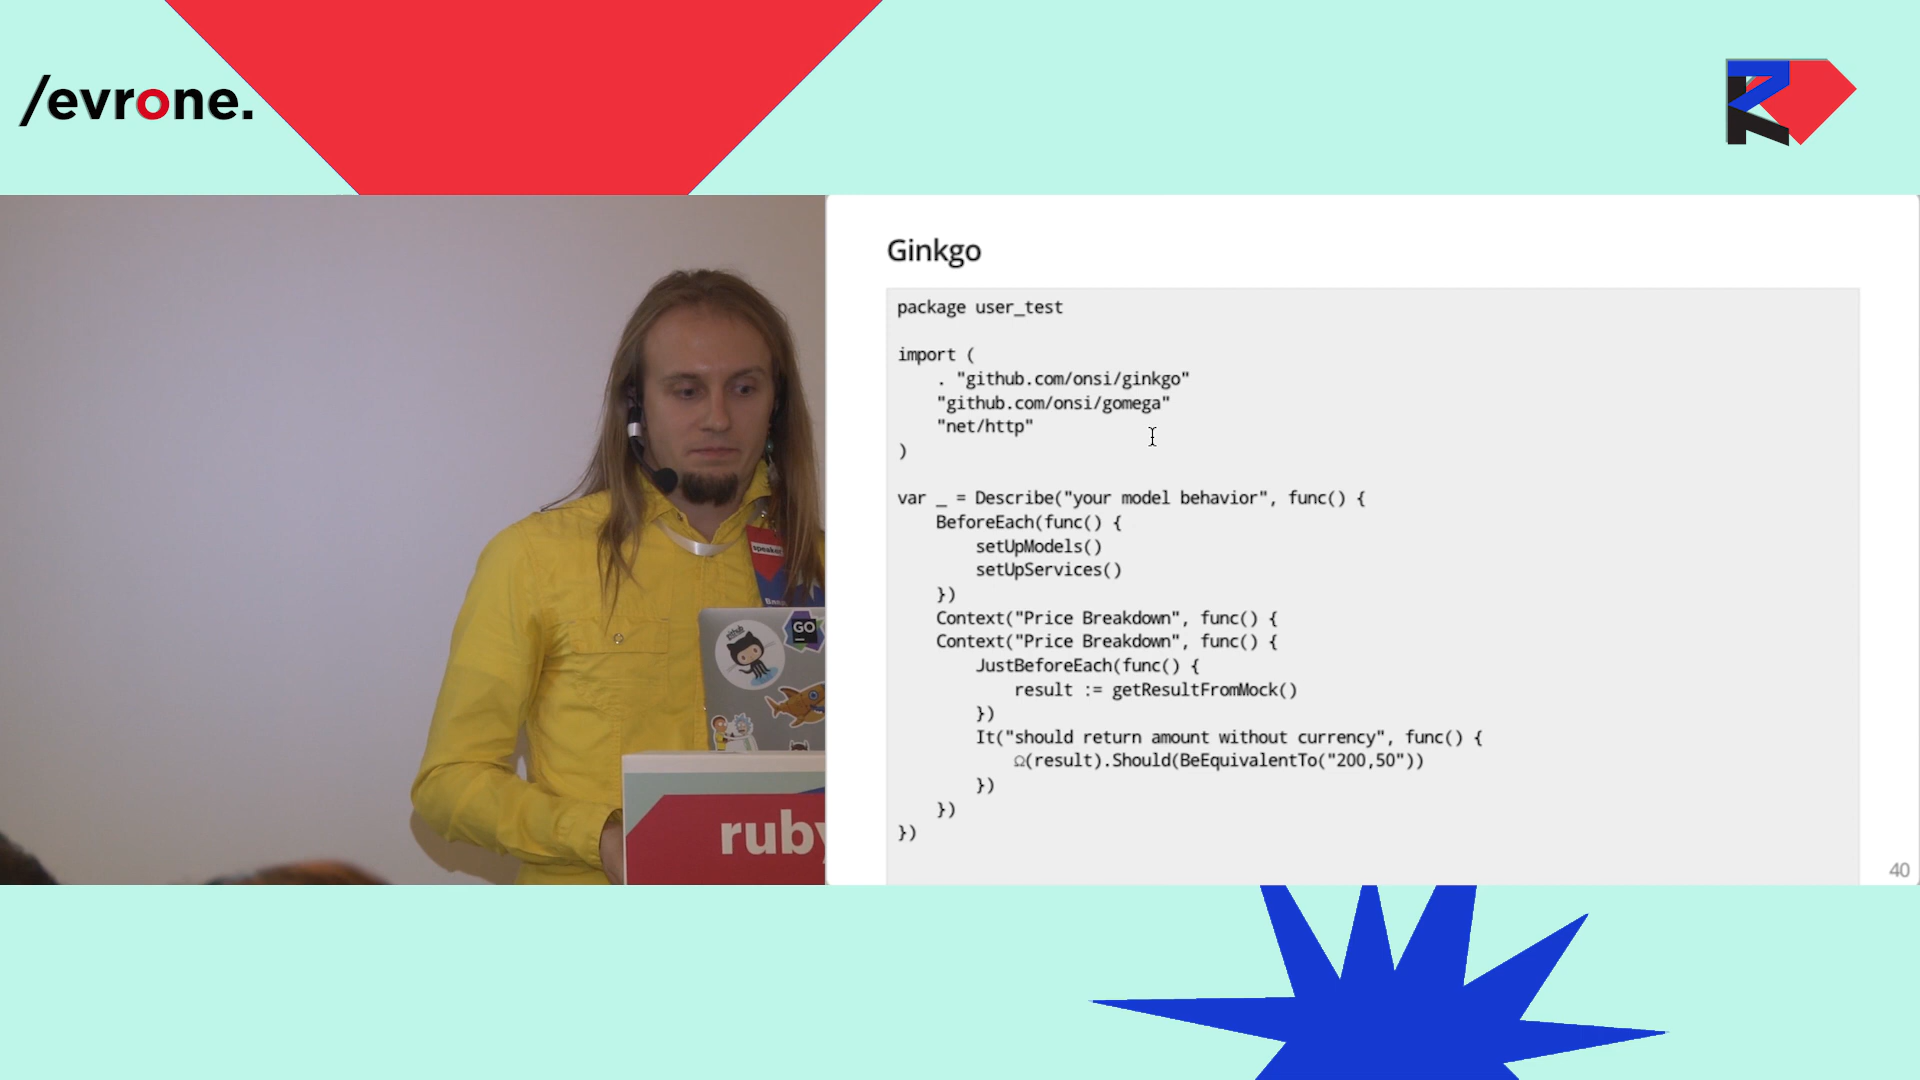 /evrone.
Ginkgo
package user_test
import (
. "github.com/onsi/ginkgo"
"github.com/onsi/gomega"
"net/http"
)
var _ = Describe("your model behavior", func() {
BeforeEach(func() {
setUpModels()
setUpServices()
})
Context("Price Breakdown", func() {
Context("Price Breakdown", func() {
JustBeforeEach(func() {
result := getResultFromMock()
})
It("should return amount without currency", func() {
Ω(result).Should(BeEquivalentTo("200,50"))
})
})
})
40
speaker
github
GO
ruby